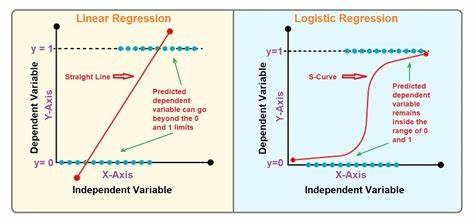 Linear Regression
y = 1
Straight Line
Predicted
dependent
variable can go
beyond the 0
and 1 limits
Dependent Variable
Y-Axis
y= 0
X-Axis
Independent Variable
Logistic Regression
y=1
S-Curve
Predicted
dependent
variable
remains
inside the
range of 0
and 1
Dependent Variable
Y-Axis
y=0
X-Axis
Independent Variable